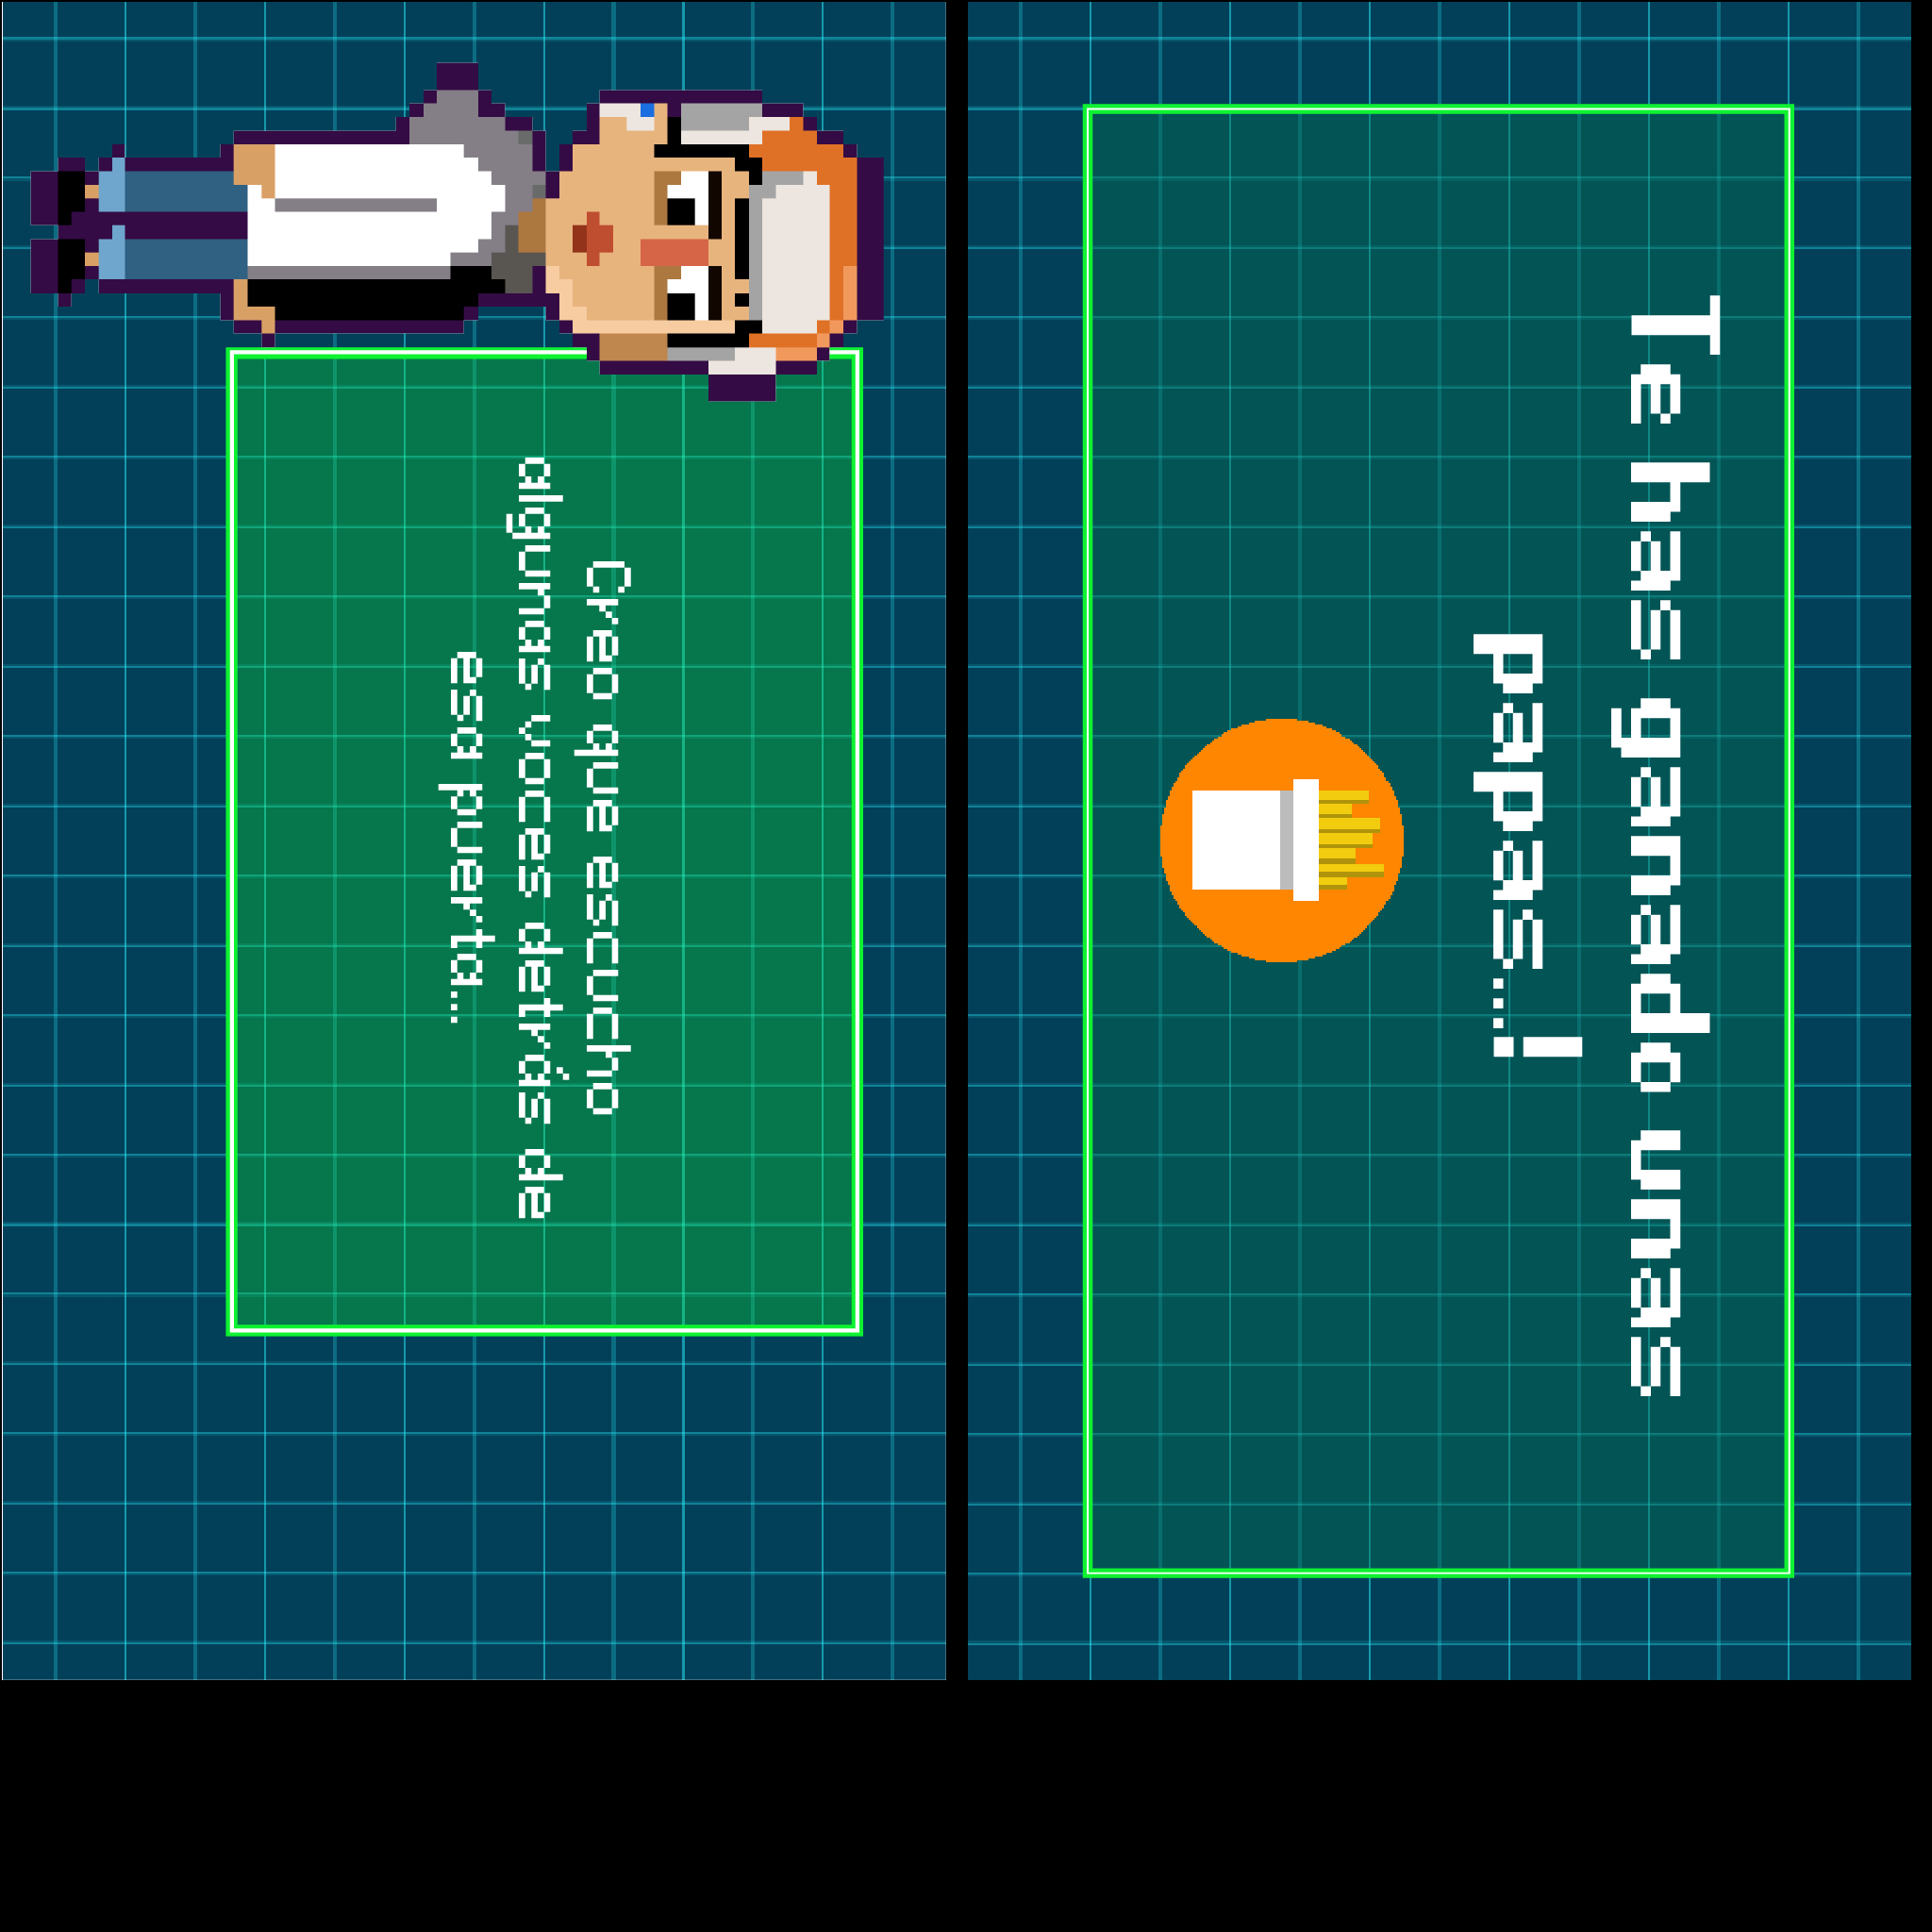 Creo que escucho
algunas voces detrás de
esa puerta...
Te has ganado unas
papas...!